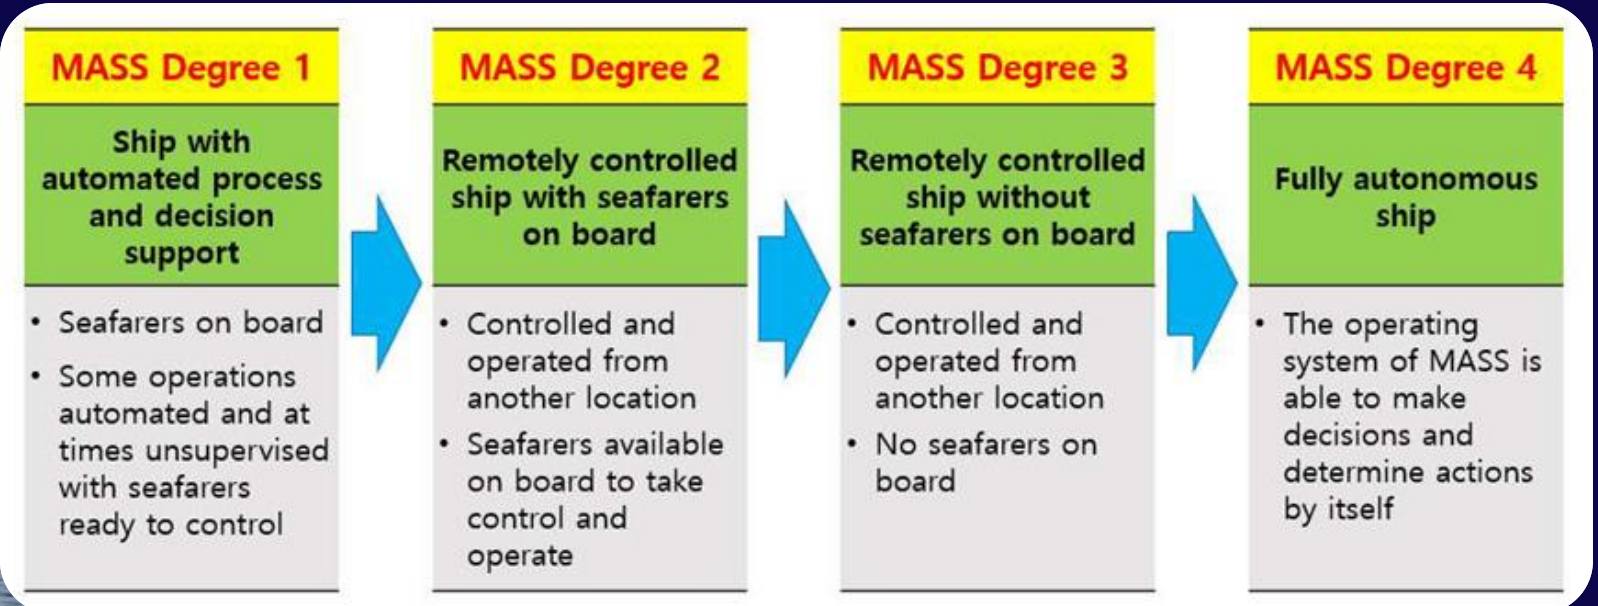 MASS Degree 1
Ship with
automated process
and decision
support
• Seafarers on board
• Some operations
automated and at
times unsupervised
with seafarers
ready to control
MASS Degree 2
Remotely controlled
ship with seafarers
on board
• Controlled and
operated from
another location
• Seafarers available
on board to take
control and
operate
MASS Degree 3
Remotely controlled
ship without
seafarers on board
• Controlled and
operated from
another location
• No seafarers on
board
MASS Degree 4
Fully autonomous
ship
• The operating
system of MASS is
able to make
decisions and
determine actions
by itself